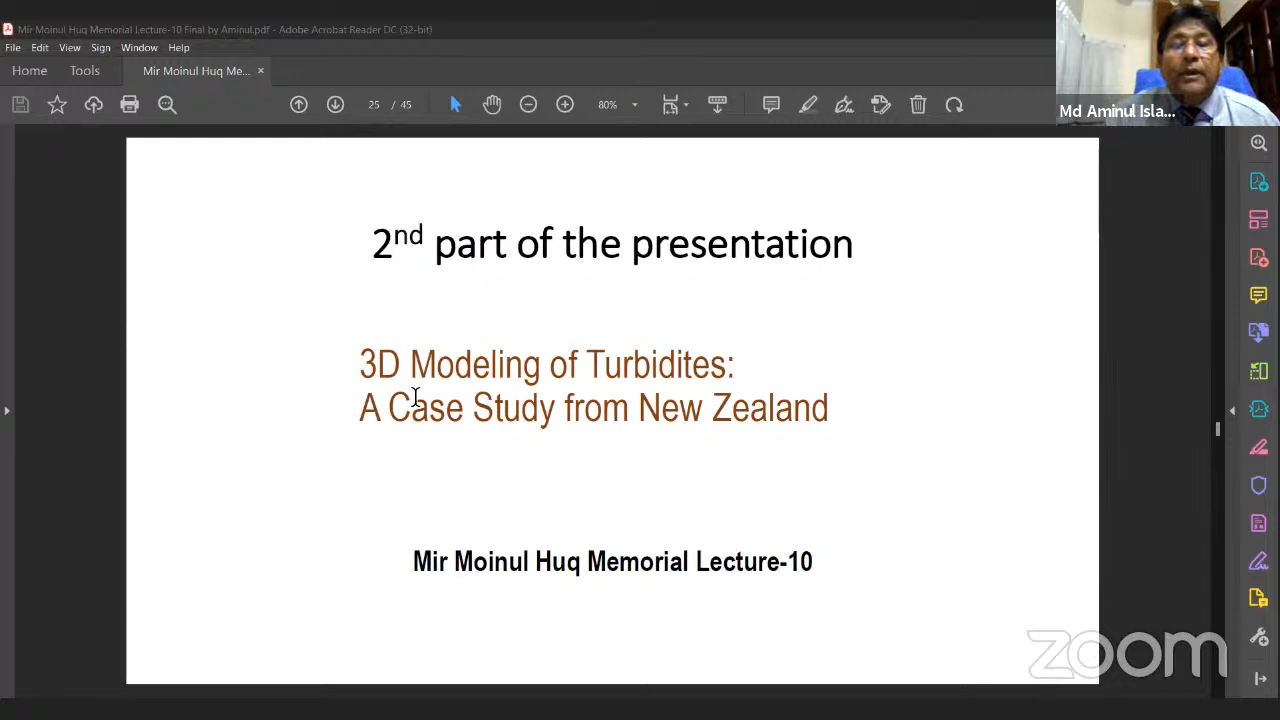 Mir Moinul Huq Memorial Lecture-10 Final by Aminul.pdf - Adobe Acrobat Reader DC (32-bit)
File Edit View Sign Window Help
Home Tools Mir Moinul Huq Me... ×
25 / 45 80%
Md Aminul Isla...
2nd part of the presentation
3D Modeling of Turbidites:
A Case Study from New Zealand
Mir Moinul Huq Memorial Lecture-10
zoom